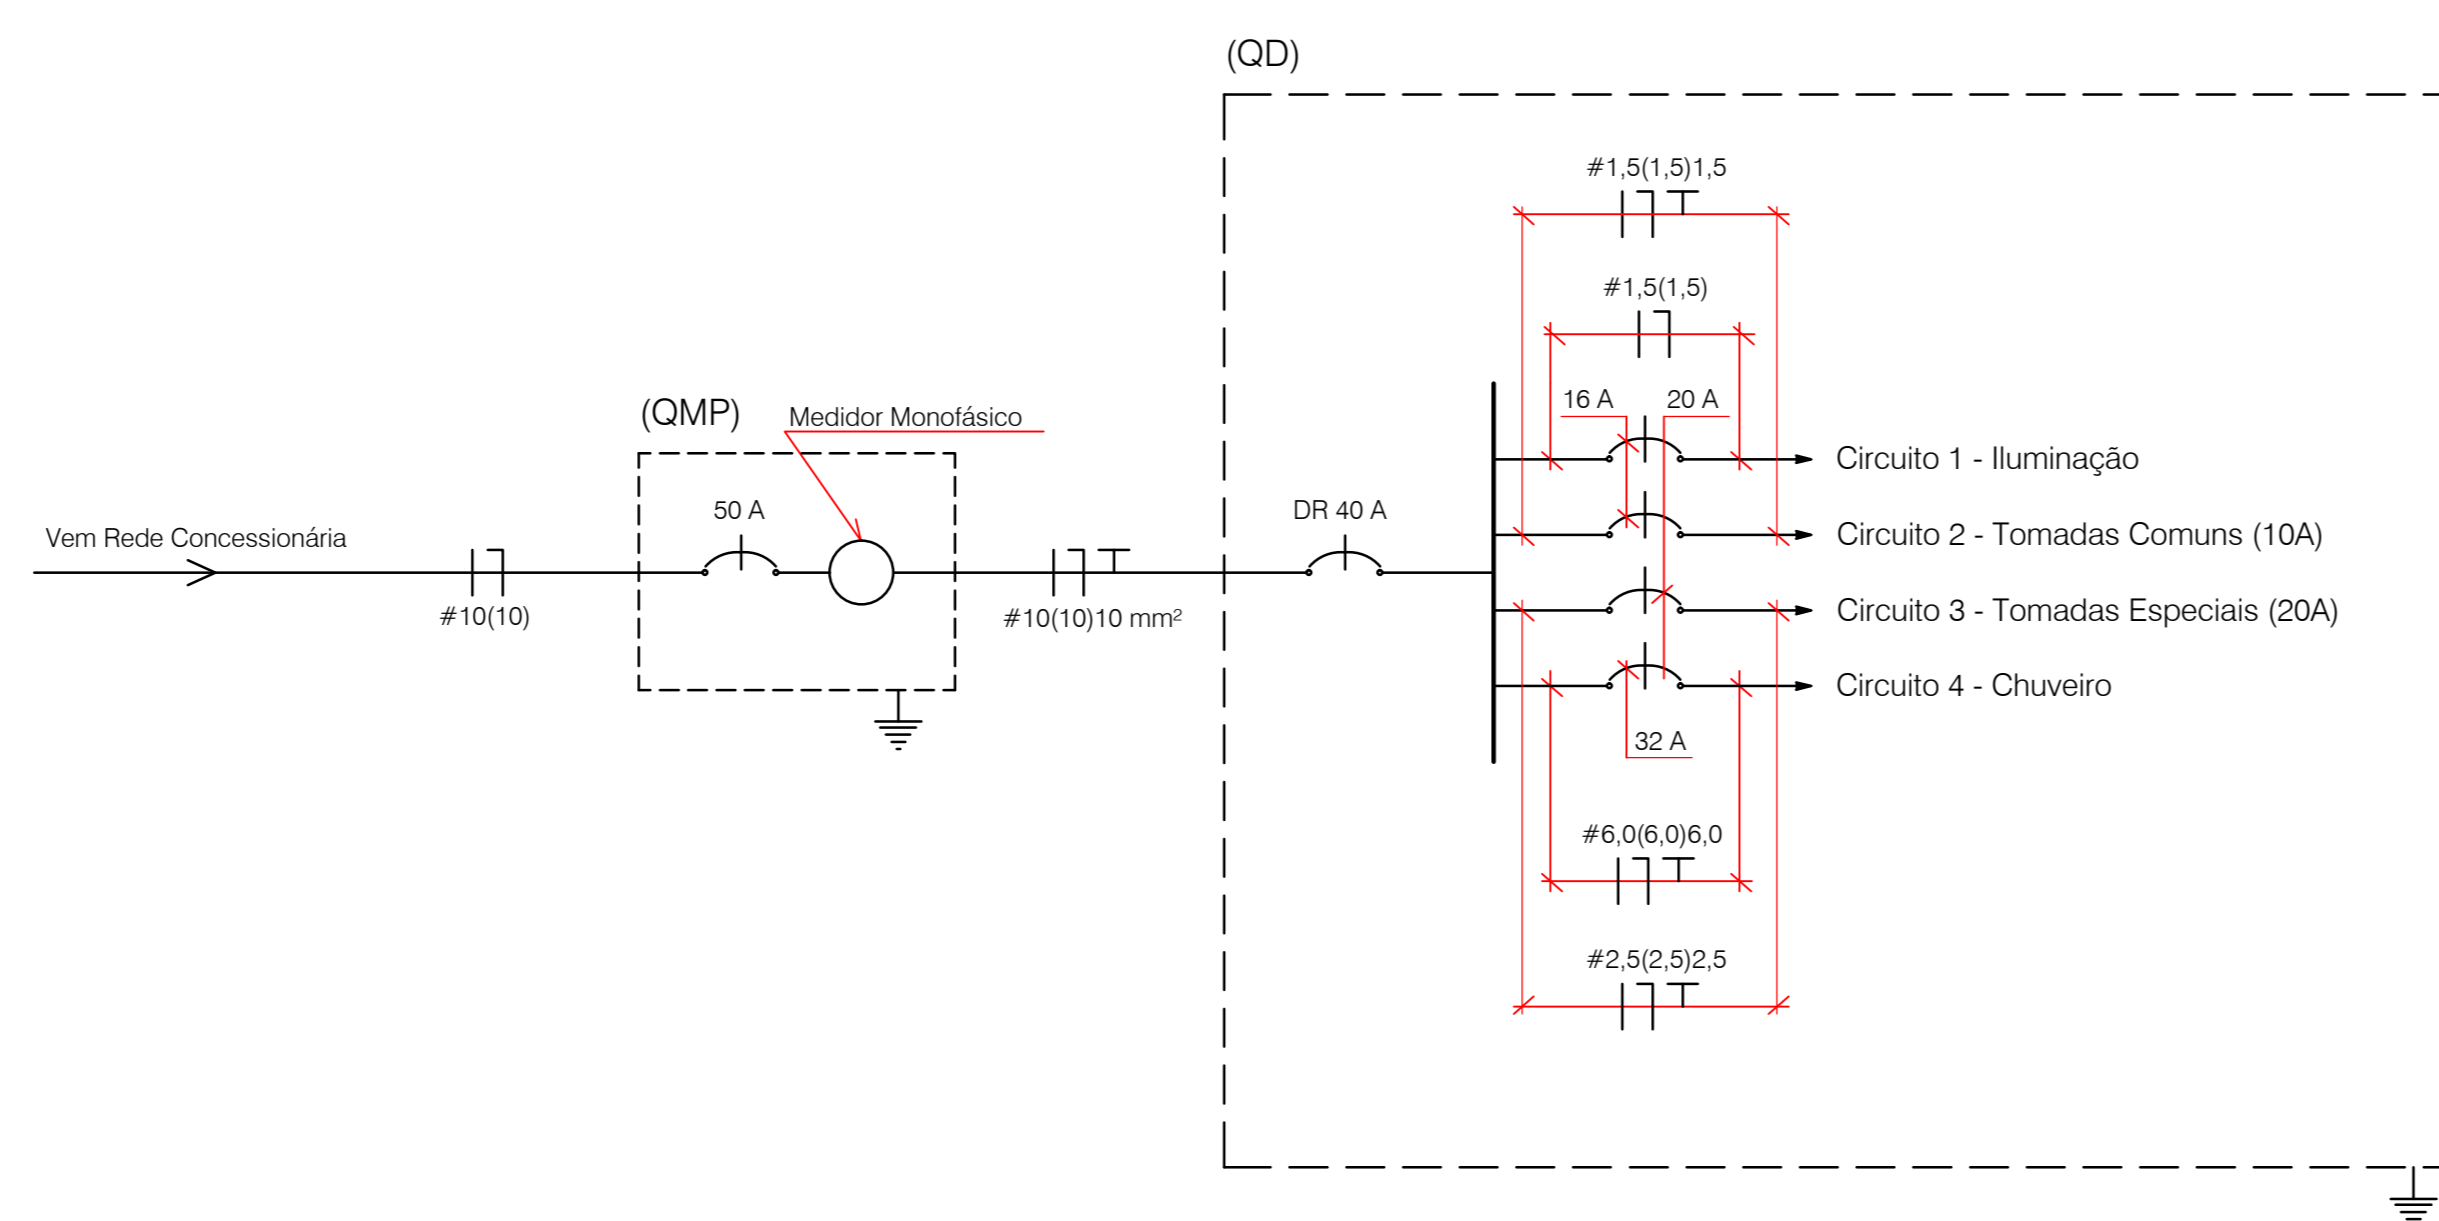 (QD)
#1,5(1,5)1,5
#1,5(1,5)
16 A
20 A
(QMP)
Medidor Monofásico
Circuito 1 - Iluminação
50 A
DR 40 A
Vem Rede Concessionária
Circuito 2 - Tomadas Comuns (10A)
#10(10)
#10(10)10 mm²
Circuito 3 - Tomadas Especiais (20A)
Circuito 4 - Chuveiro
32 A
#6,0(6,0)6,0
#2,5(2,5)2,5